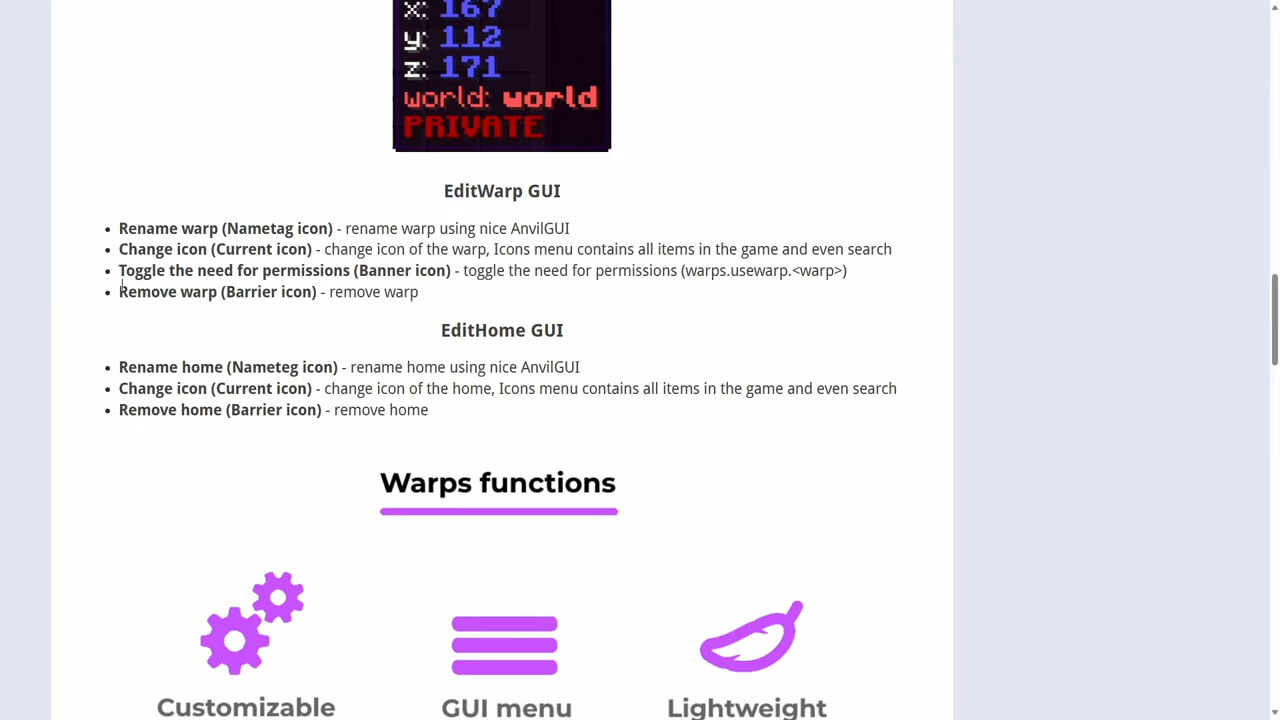 x: 167
y: 112
z: 171
world: world
PRIVATE
EditWarp GUI
Rename warp (Nametag icon) - rename warp using nice AnvilGUI
Change icon (Current icon) - change icon of the warp, Icons menu contains all items in the game and even search
Toggle the need for permissions (Banner icon) - toggle the need for permissions (warps.usewarp.<warp>)
Remove warp (Barrier icon) - remove warp
EditHome GUI
Rename home (Nameteg icon) - rename home using nice AnvilGUI
Change icon (Current icon) - change icon of the home, Icons menu contains all items in the game and even search
Remove home (Barrier icon) - remove home
Warps functions
Customizable
GUI menu
Lightweight